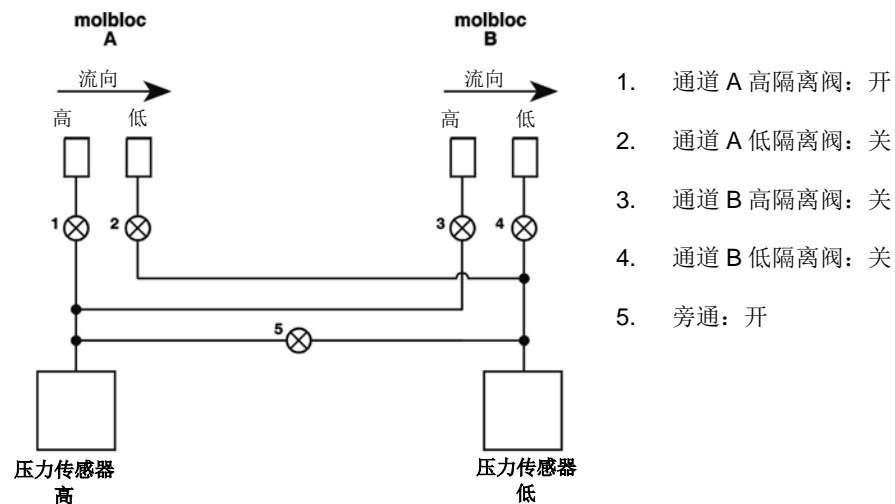 molbloc
A
molbloc
B
流向
流向
高
低
高
低
1
2
3
4
5
压力传感器
高
压力传感器
低
1. 通道 A 高隔离阀：开
2. 通道 A 低隔离阀：关
3. 通道 B 高隔离阀：关
4. 通道 B 低隔离阀：关
5. 旁通：开